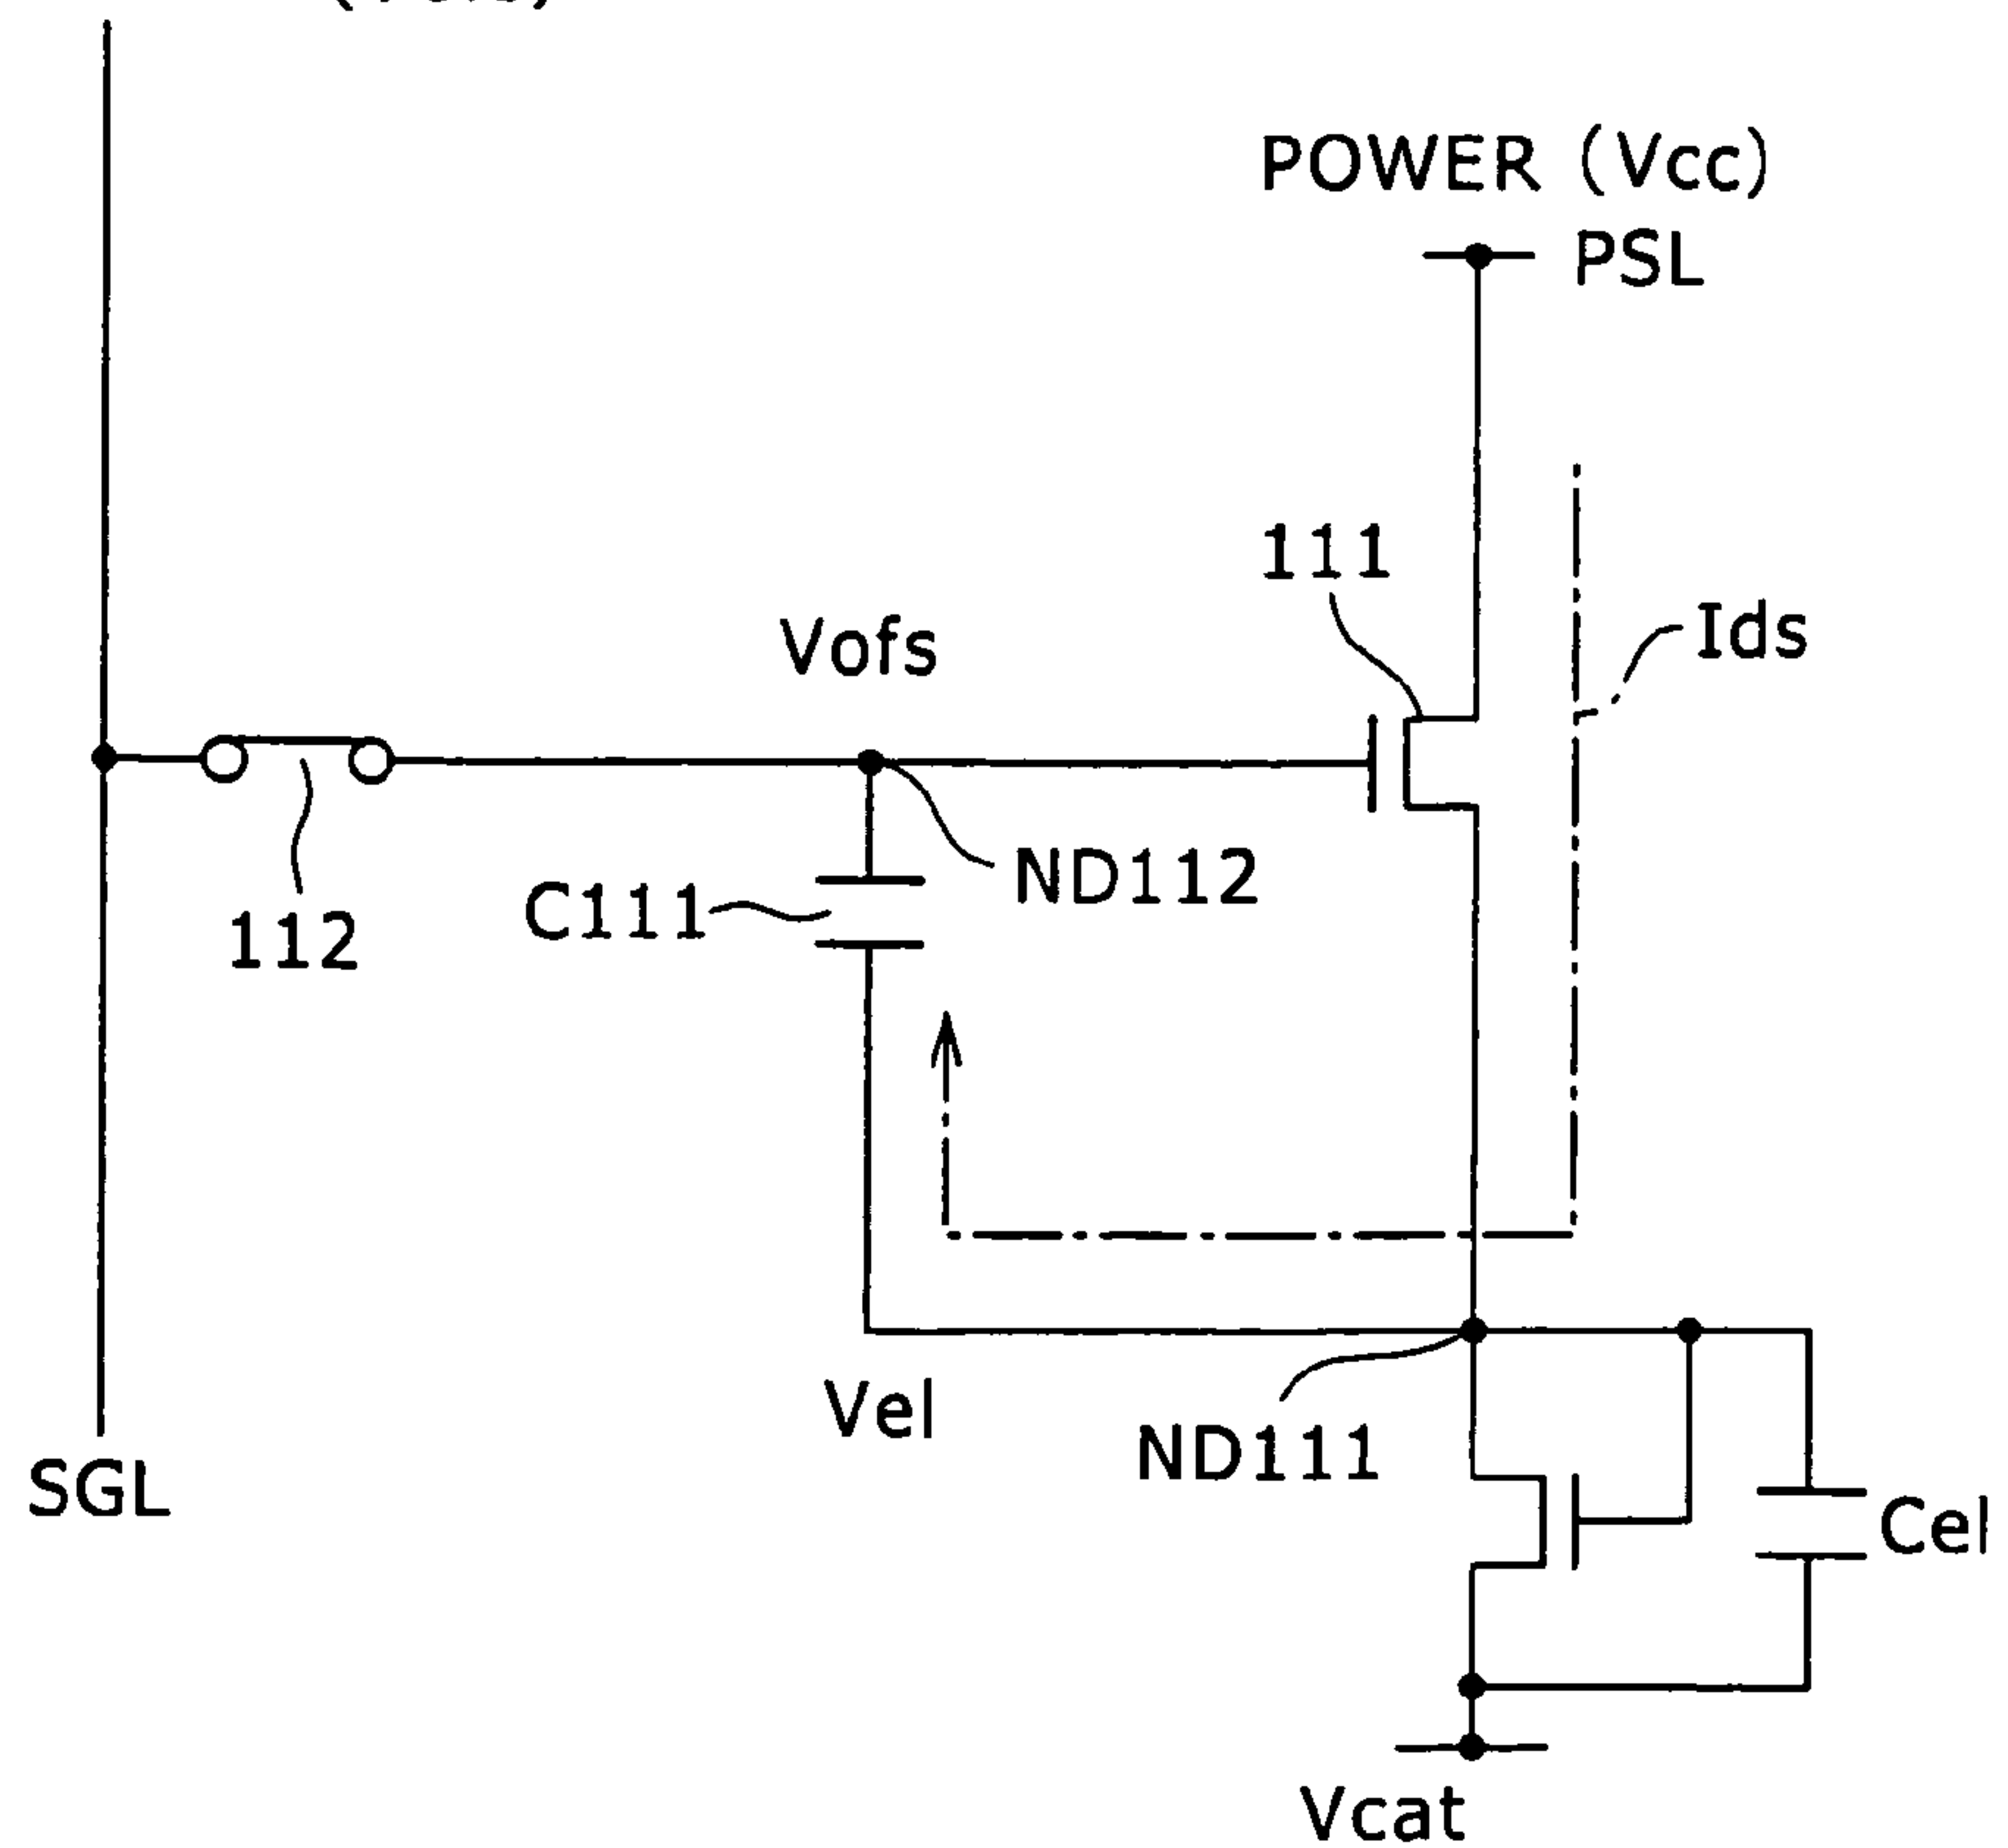 POWER (Vcc)
PSL
111
Ids
Vofs
ND112
C111
112
Vel
ND111
SGL
Cel
Vcat